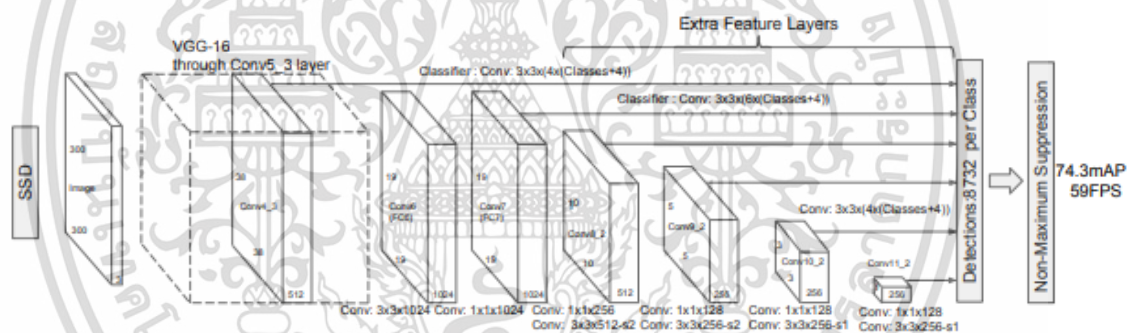 Extra Feature Layers
VGG-16
through Conv5_3 layer
Classifier : Conv: 3x3x(4x(Classes+4))
Classifier : Conv: 3x3x(6x(Classes+4))
SSD
300
Image
300
3
38
Conv4_3
38
512
19
Conv6
(FC6)
19
1024
19
Conv7
(FC7)
19
1024
10
Conv8_2
10
512
5
Conv9_2
5
256
Conv: 3x3x(4x(Classes+4))
3
Conv10_2
3
256
Conv11_2
256
Detections:8732 per Class
Non-Maximum Suppression
74.3mAP
59FPS
Conv: 3x3x1024
Conv: 1x1x1024
Conv: 1x1x256
Conv: 3x3x512-s2
Conv: 1x1x128
Conv: 3x3x256-s2
Conv: 1x1x128
Conv: 3x3x256-s1
Conv: 1x1x128
Conv: 3x3x256-s1